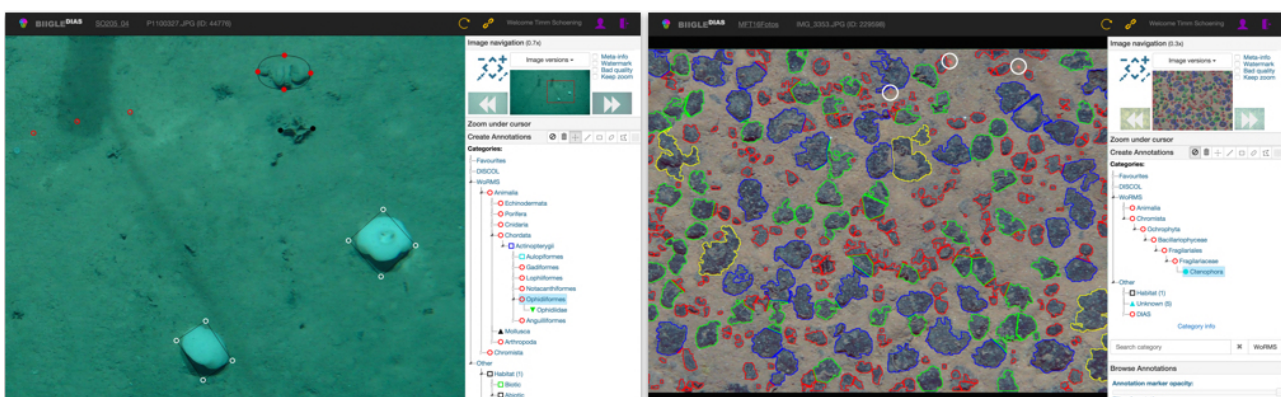 BIIGLE DIAS SO205_04 P1100327.JPG (ID: 44776) Welcome Timm Schoening
Image navigation (0.7x)
Image versions
Meta-info
Watermark
Bad quality
Keep zoom
Zoom under cursor
Create Annotations
Categories:
Favourites
DISCOL
WoRMS
Animalia
Echinodermata
Porifera
Cnidaria
Chordata
Actinopterygii
Aulopiformes
Gadiformes
Lophiiformes
Notacanthiformes
Ophidiiformes
Ophidiidae
Anguilliformes
Mollusca
Arthropoda
Chromista
Other
Habitat (1)
Biotic
Abiotic
BIIGLE DIAS MFT16Fotos IMG_3353.JPG (ID: 229598) Welcome Timm Schoening
Image navigation (0.3x)
Image versions
Meta-info
Watermark
Bad quality
Keep zoom
Zoom under cursor
Create Annotations
Categories:
Favourites
DISCOL
WoRMS
Animalia
Chromista
Ochrophyta
Bacillariophyceae
Fragilariales
Fragilariaceae
Ctenophora
Other
Habitat (1)
Unknown (5)
DIAS
Category info
Search category WoRMS
Browse Annotations
Annotation marker opacity: